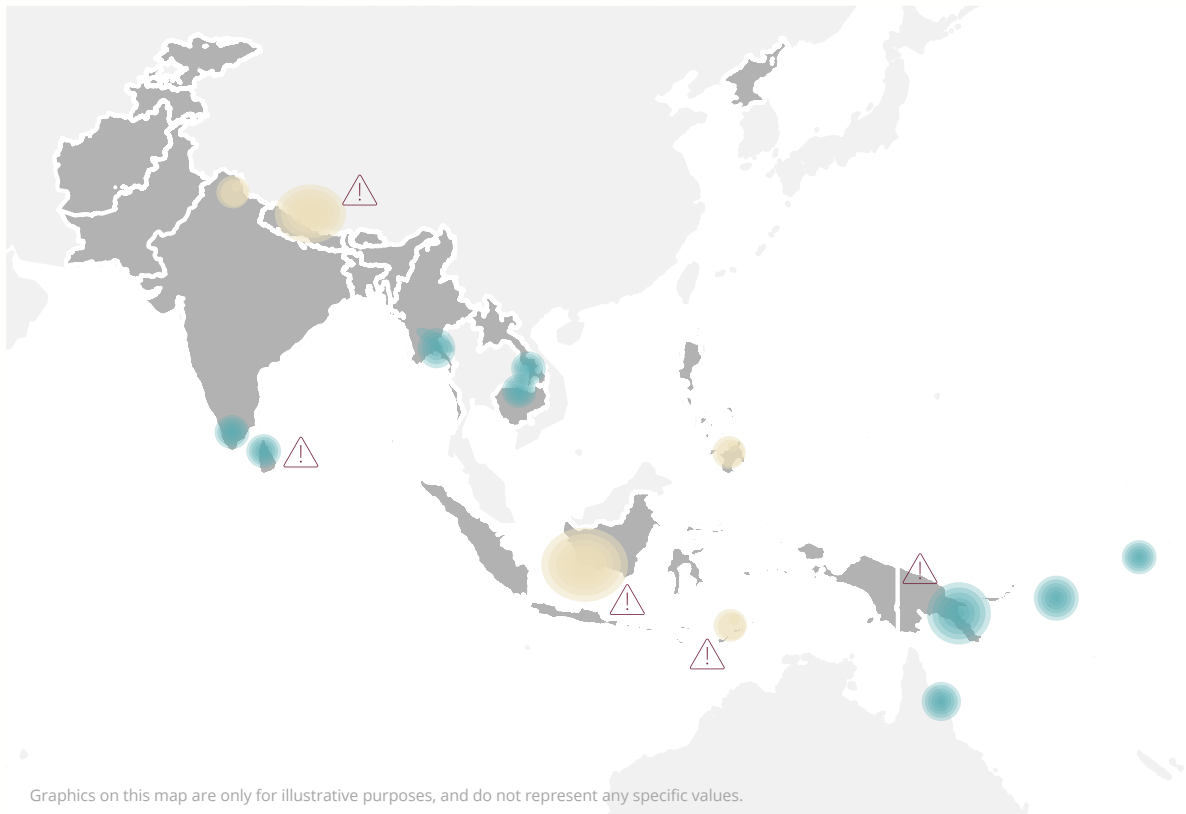 Graphics on this map are only for illustrative purposes, and do not represent any specific values.